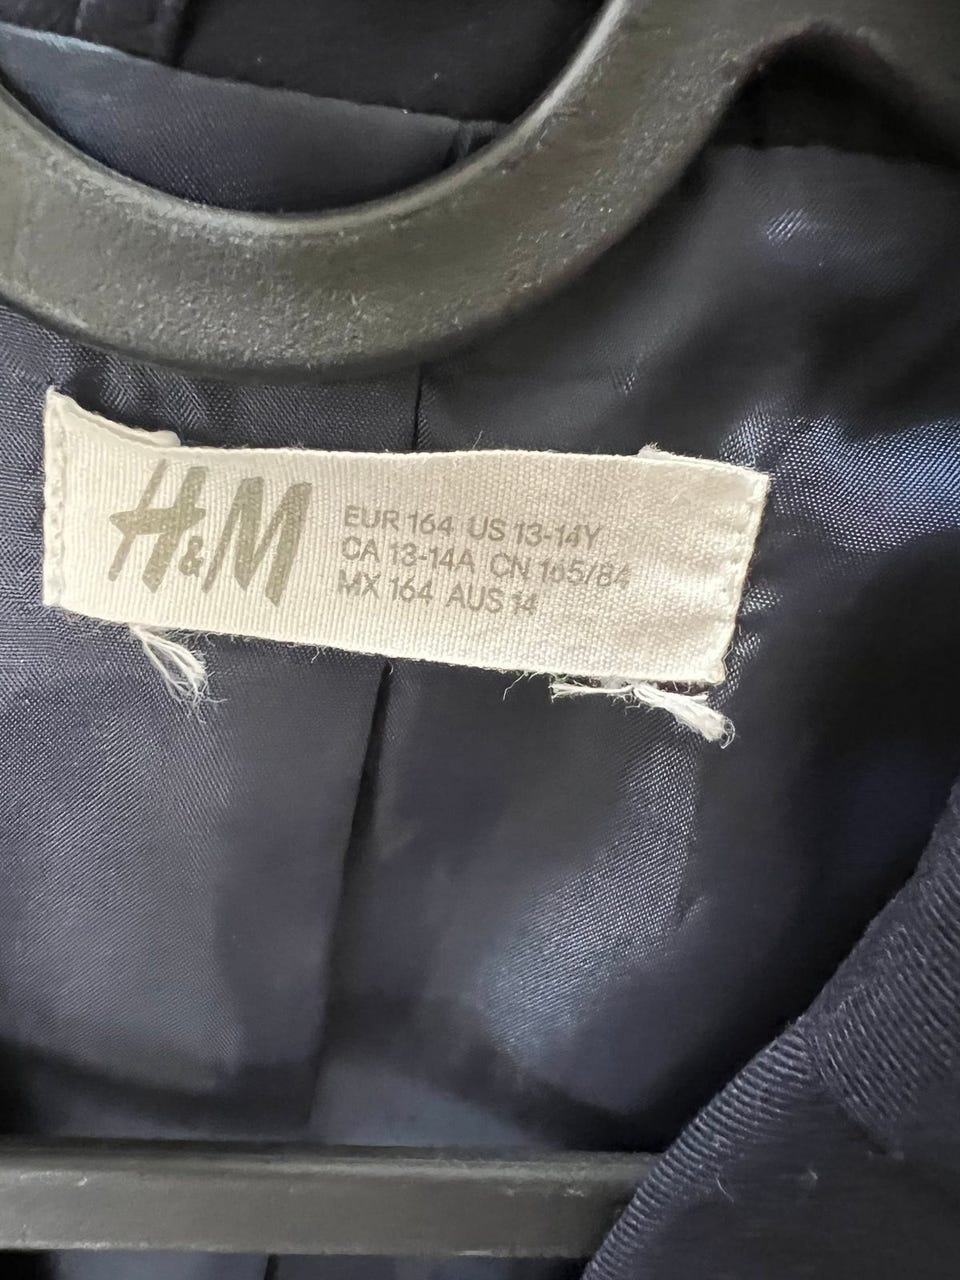 H&M
EUR 164 US 13-14Y
CA 13-14A CN 165/84
MX 164 AUS 14